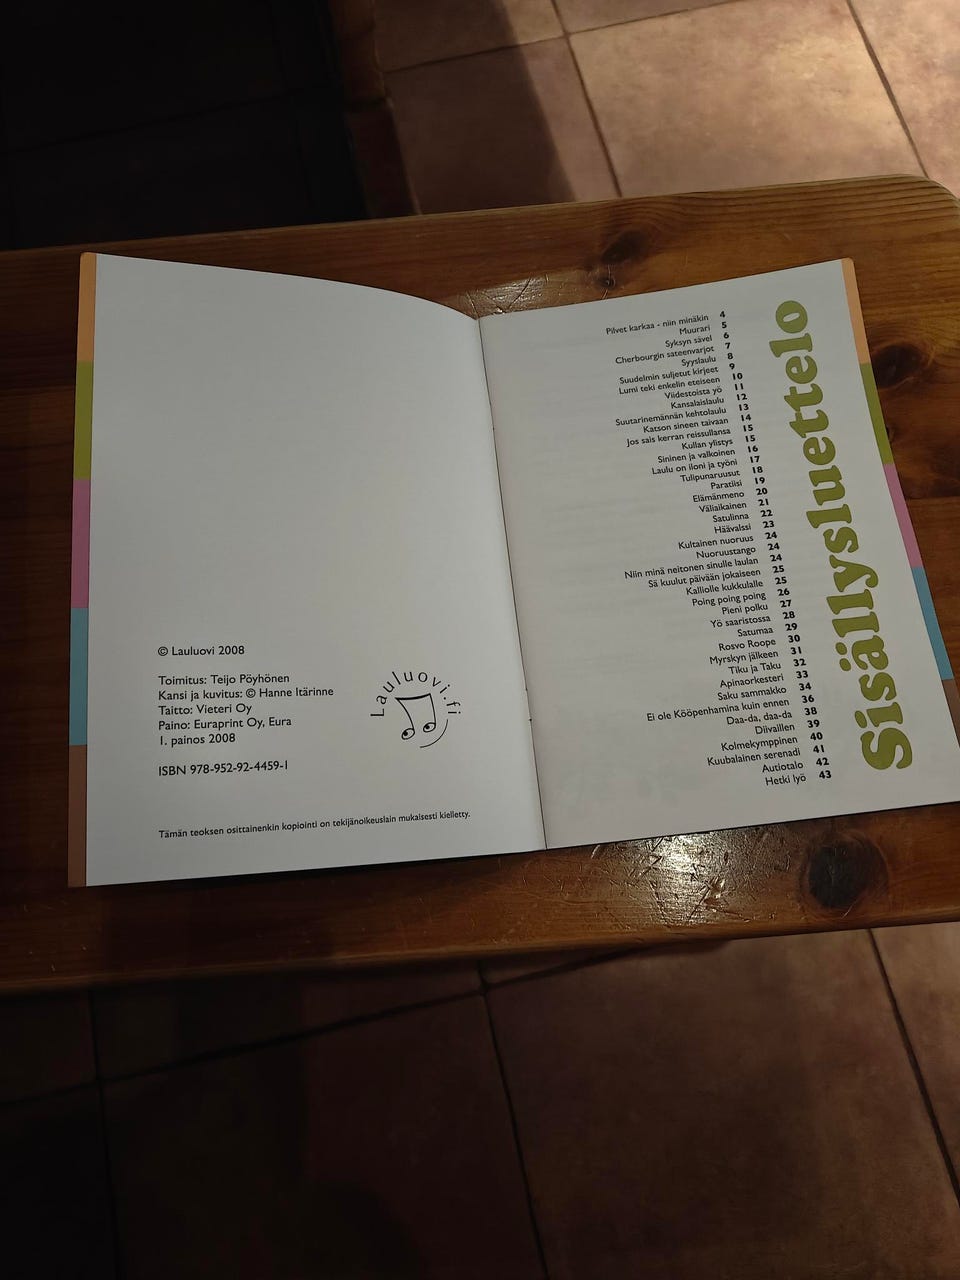 © Lauluovi 2008
Toimitus: Teijo Pöyhönen
Kansi ja kuvitus: © Hanne Itärinne
Taitto: Vieteri Oy
Paino: Euraprint Oy, Eura
1. painos 2008
ISBN 978-952-92-4459-1
Lauluovi.fi
Tämän teoksen osittainenkin kopiointi on tekijänoikeuslain mukaisesti kielletty.
Sisällysluettelo
Pilvet karkaa - niin minäkin 4
Muurari 5
Syksyn sävel 6
Cherbourgin sateenvarjot 7
Syyslaulu 8
Suudelmin suljetut kirjeet 9
Lumi teki enkelin eteiseen 10
Viidestoista yö 11
Kansalaislaulu 12
Suutarinemännän kehtolaulu 13
Katson sineen taivaan 14
Jos sais kerran reissullansa 15
Kullan ylistys 15
Sininen ja valkoinen 16
Laulu on iloni ja työni 17
Tulipunaruusut 18
Paratiisi 19
Elämänmeno 20
Väliaikainen 21
Satulinna 22
Häävalssi 23
Kultainen nuoruus 24
Nuoruustango 24
Niin minä neitonen sinulle laulan 24
Sä kuulut päivään jokaiseen 25
Kalliolle kukkulalle 25
Poing poing poing 26
Pieni polku 27
Yö saaristossa 28
Satumaa 29
Rosvo Roope 30
Myrskyn jälkeen 31
Tiku ja Taku 32
Apinaorkesteri 33
Saku sammakko 34
Ei ole Kööpenhamina kuin ennen 36
Daa-da, daa-da 38
Diivaillen 39
Kolmekymppinen 40
Kuubalainen serenadi 41
Autiotalo 42
Hetki lyö 43